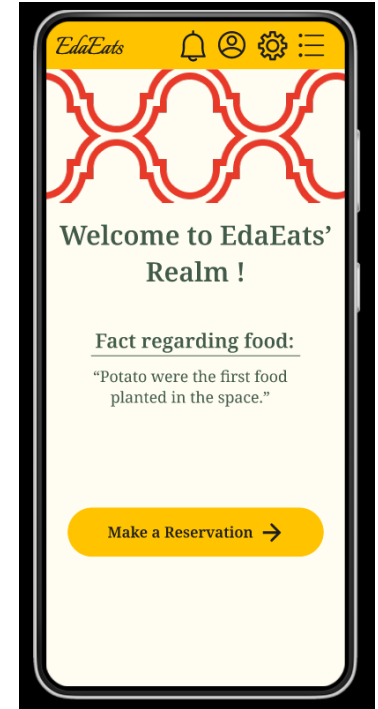 EdaEats
Welcome to EdaEats’
Realm !
Fact regarding food:
“Potato were the first food
planted in the space.”
Make a Reservation →